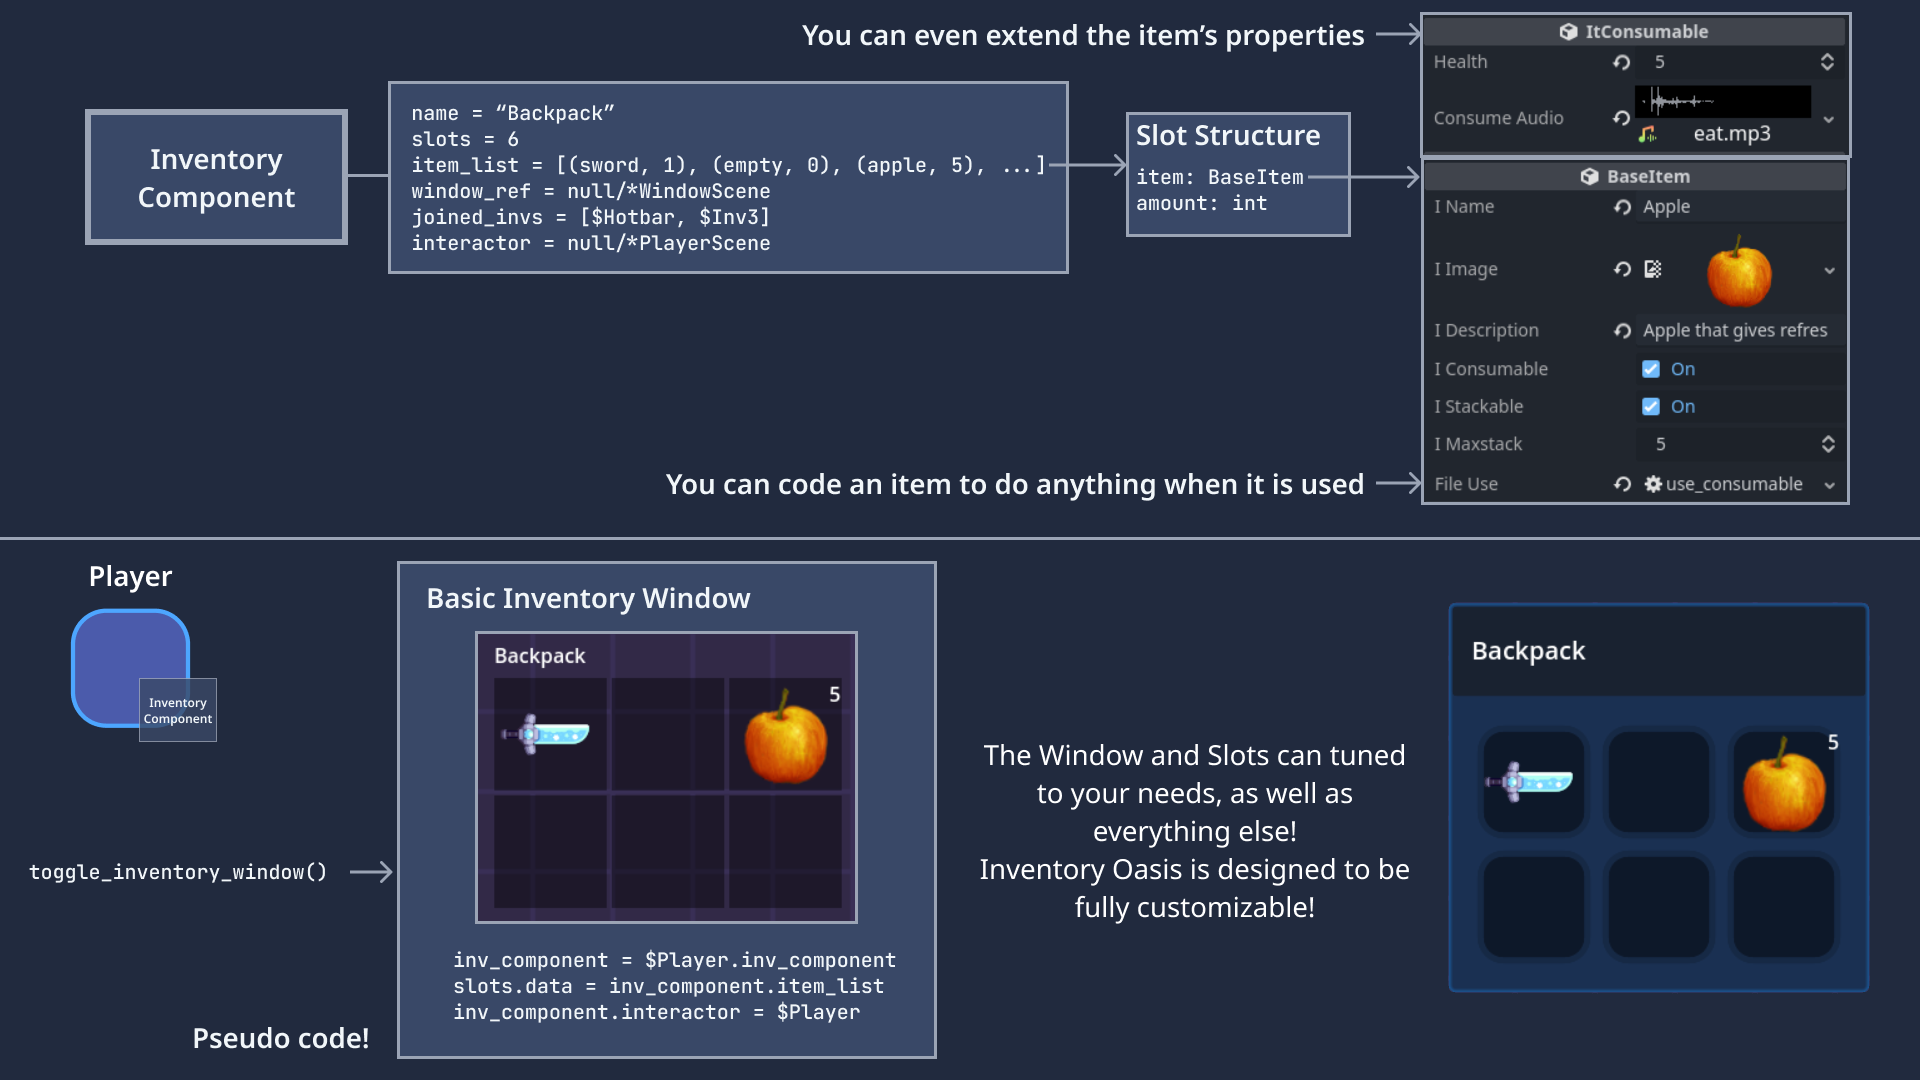 You can even extend the item’s properties
ItConsumable
Health 5
Consume Audio
eat.mp3
Inventory
Component
name = “Backpack”
slots = 6
item_list = [(sword, 1), (empty, 0), (apple, 5), ...]
window_ref = null/*WindowScene
joined_invs = [$Hotbar, $Inv3]
interactor = null/*PlayerScene
Slot Structure
item: BaseItem
amount: int
BaseItem
I Name Apple
I Image
I Description Apple that gives refres
I Consumable On
I Stackable On
I Maxstack 5
File Use use_consumable
You can code an item to do anything when it is used
Player
Inventory
Component
toggle_inventory_window()
Pseudo code!
Basic Inventory Window
Backpack
5
inv_component = $Player.inv_component
slots.data = inv_component.item_list
inv_component.interactor = $Player
The Window and Slots can tuned
to your needs, as well as
everything else!
Inventory Oasis is designed to be
fully customizable!
Backpack
5